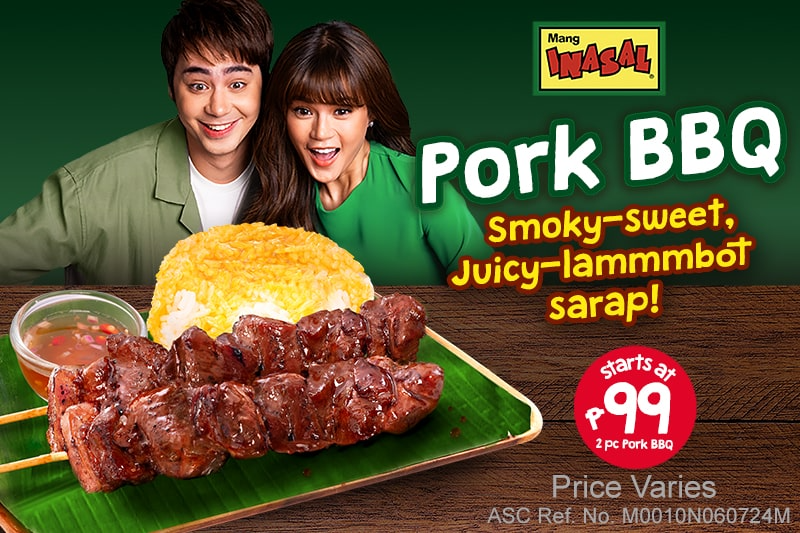 Mang
INASAL
Pork BBQ
Smoky-sweet,
Juicy-lammmbot
sarap!
starts at
₱99
2 pc Pork BBQ
Price Varies
ASC Ref. No. M0010N060724M